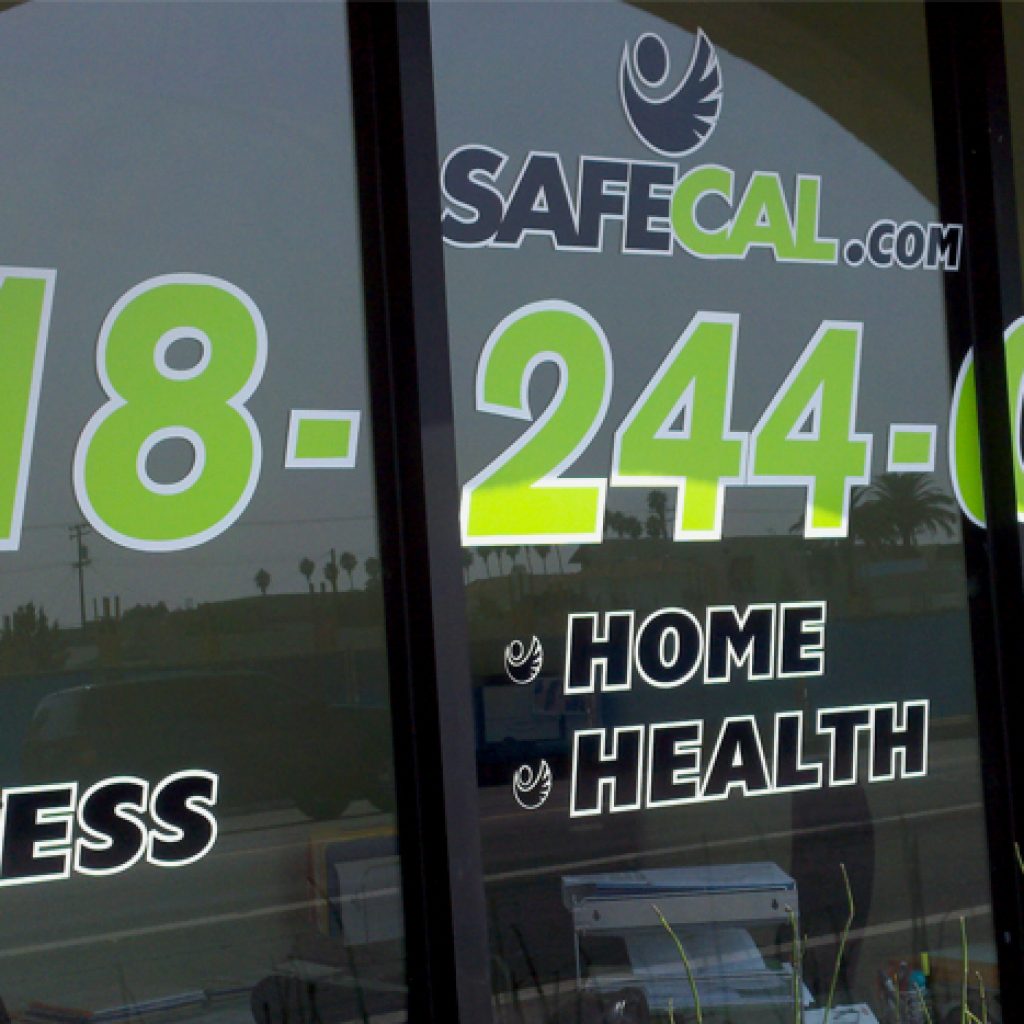 SAFECAL.COM
18-244-
HOME
HEALTH
ESS